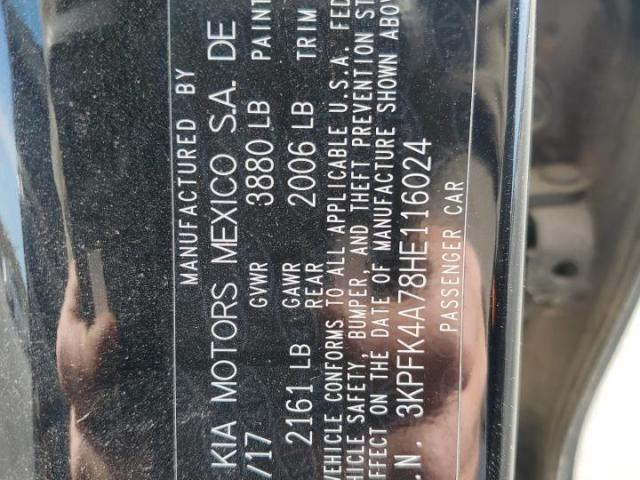 MANUFACTURED BY
KIA MOTORS MEXICO S.A. DE
/17 GVWR 3880 LB PAINT
GAWR
2161 LB REAR 2006 LB TRIM
VEHICLE CONFORMS TO ALL APPLICABLE U.S.A. FED
HICLE SAFETY, BUMPER AND THEFT PREVENTION ST
EFFECT ON THE DATE OF MANUFACTURE SHOWN ABOV
.N. 3KPFK4A78HE116024
PASSENGER CAR